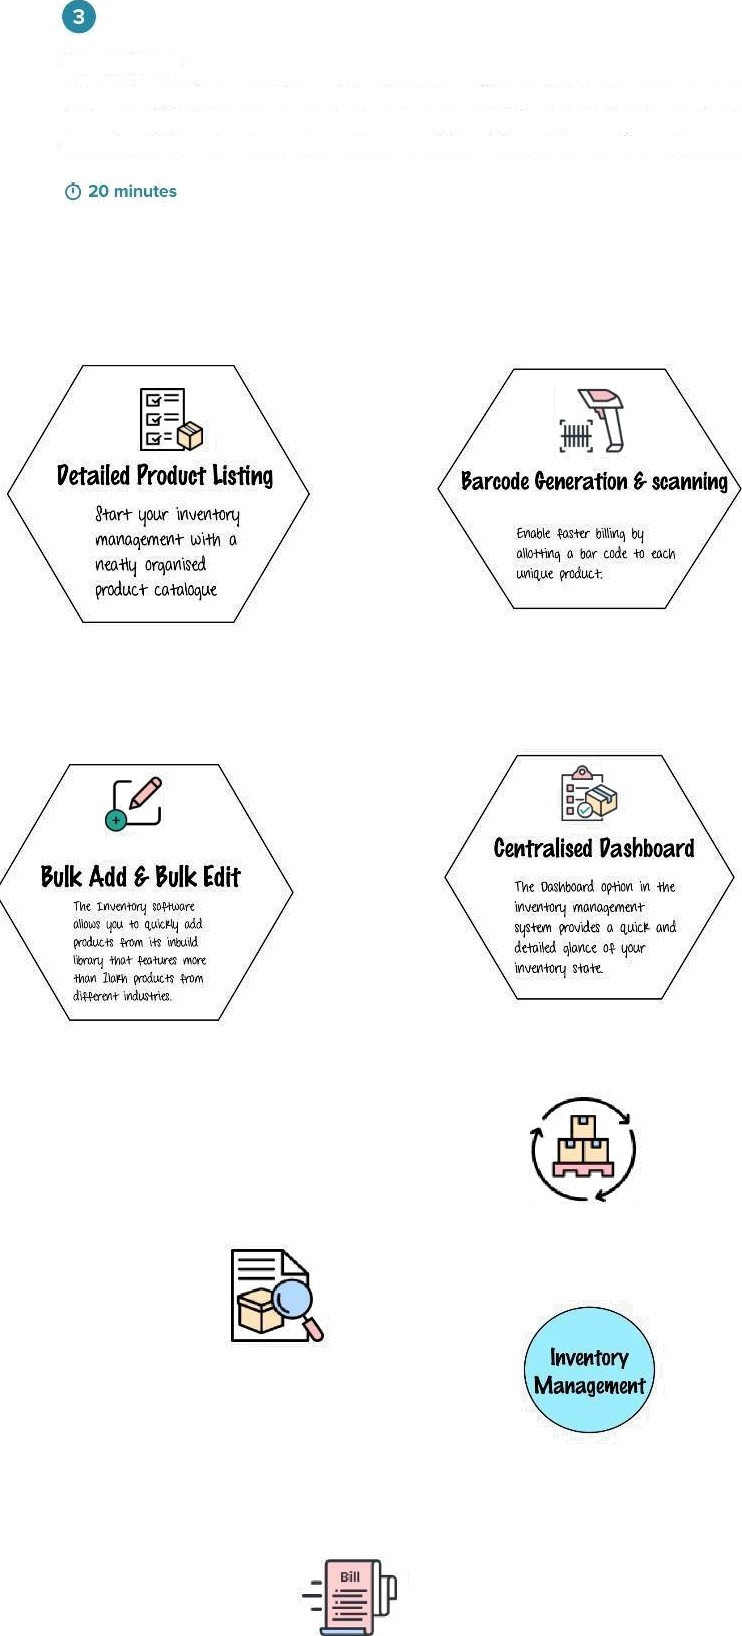 3
20 minutes
Detailed Product Listing
Start your inventory
management with a
neatly organised
product catalogue
Barcode Generation & scanning
Enable faster billing by
allotting a bar code to each
unique product.
Bulk Add & Bulk Edit
The Inventory software
allows you to quickly add
products from its inbuild
library that features more
than 2lakh products from
different industries.
Centralised Dashboard
The Dashboard option in the
inventory management
system provides a quick and
detailed glance of your
inventory state.
Inventory
Management
Bill